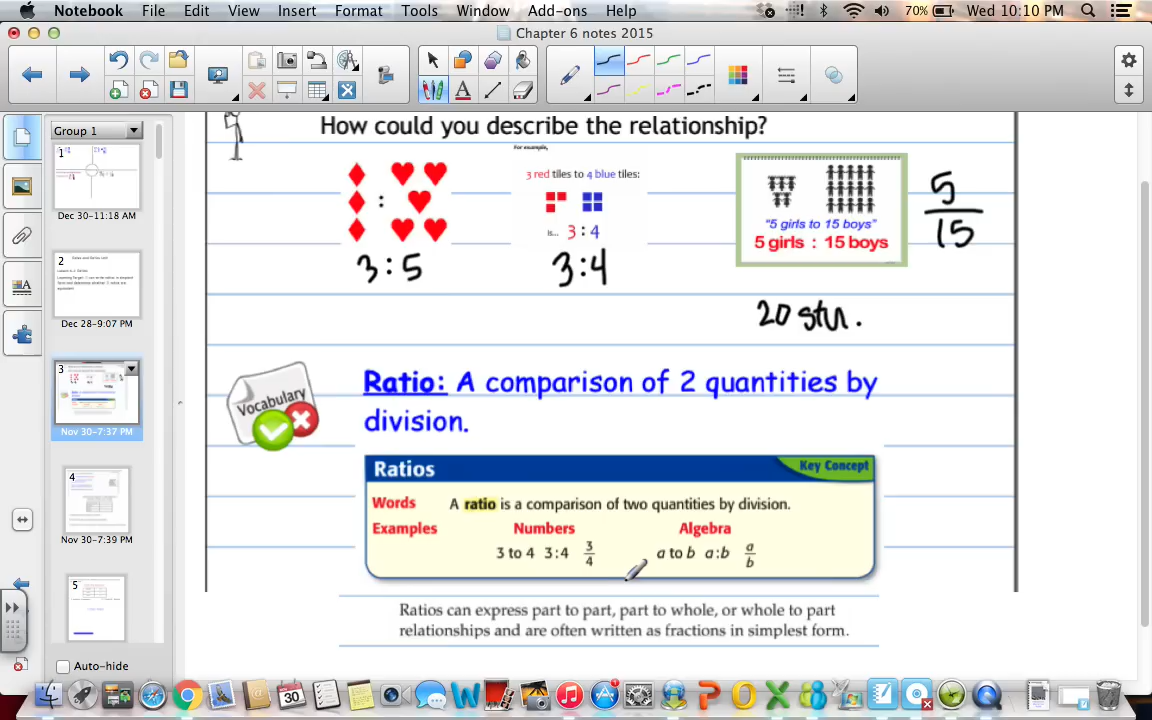 Notebook File Edit View Insert Format Tools Window Add-ons Help 70% Wed 10:10 PM
Chapter 6 notes 2015
Group 1
1
Dec 30-11:18 AM
2
Dec 28-9:07 PM
3
Nov 30-7:37 PM
4
Nov 30-7:39 PM
5
Auto-hide
How could you describe the relationship?
For example,
3 red tiles to 4 blue tiles:
:
is... 3 : 4
3:5
3:4
"5 girls to 15 boys"
5 girls : 15 boys
5
15
20 stu.
Vocabulary
Ratio: A comparison of 2 quantities by
division.
Ratios Key Concept
Words A ratio is a comparison of two quantities by division.
Examples Numbers Algebra
3 to 4 3:4 3/4 a to b a:b a/b
Ratios can express part to part, part to whole, or whole to part
relationships and are often written as fractions in simplest form.
30